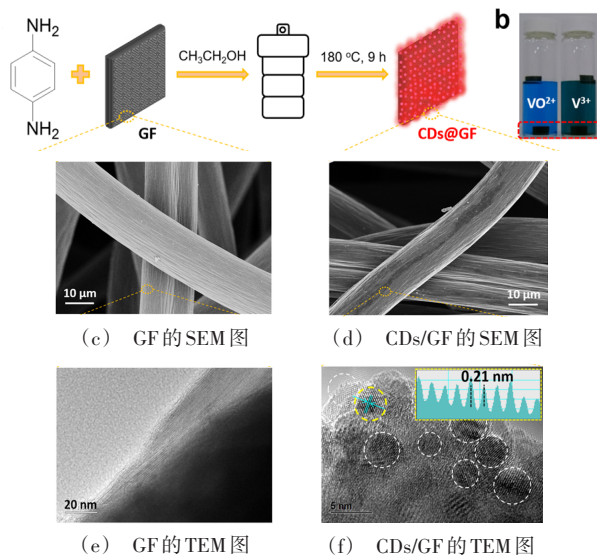 NH₂
NH₂
GF
CH₃CH₂OH
180 ℃, 9 h
CDs@GF
b
VO²⁺
V³⁺
10 μm
10 μm
(c) GF的SEM图
(d) CDs/GF的SEM图
20 nm
0.21 nm
5 nm
(e) GF的TEM图
(f) CDs/GF的TEM图